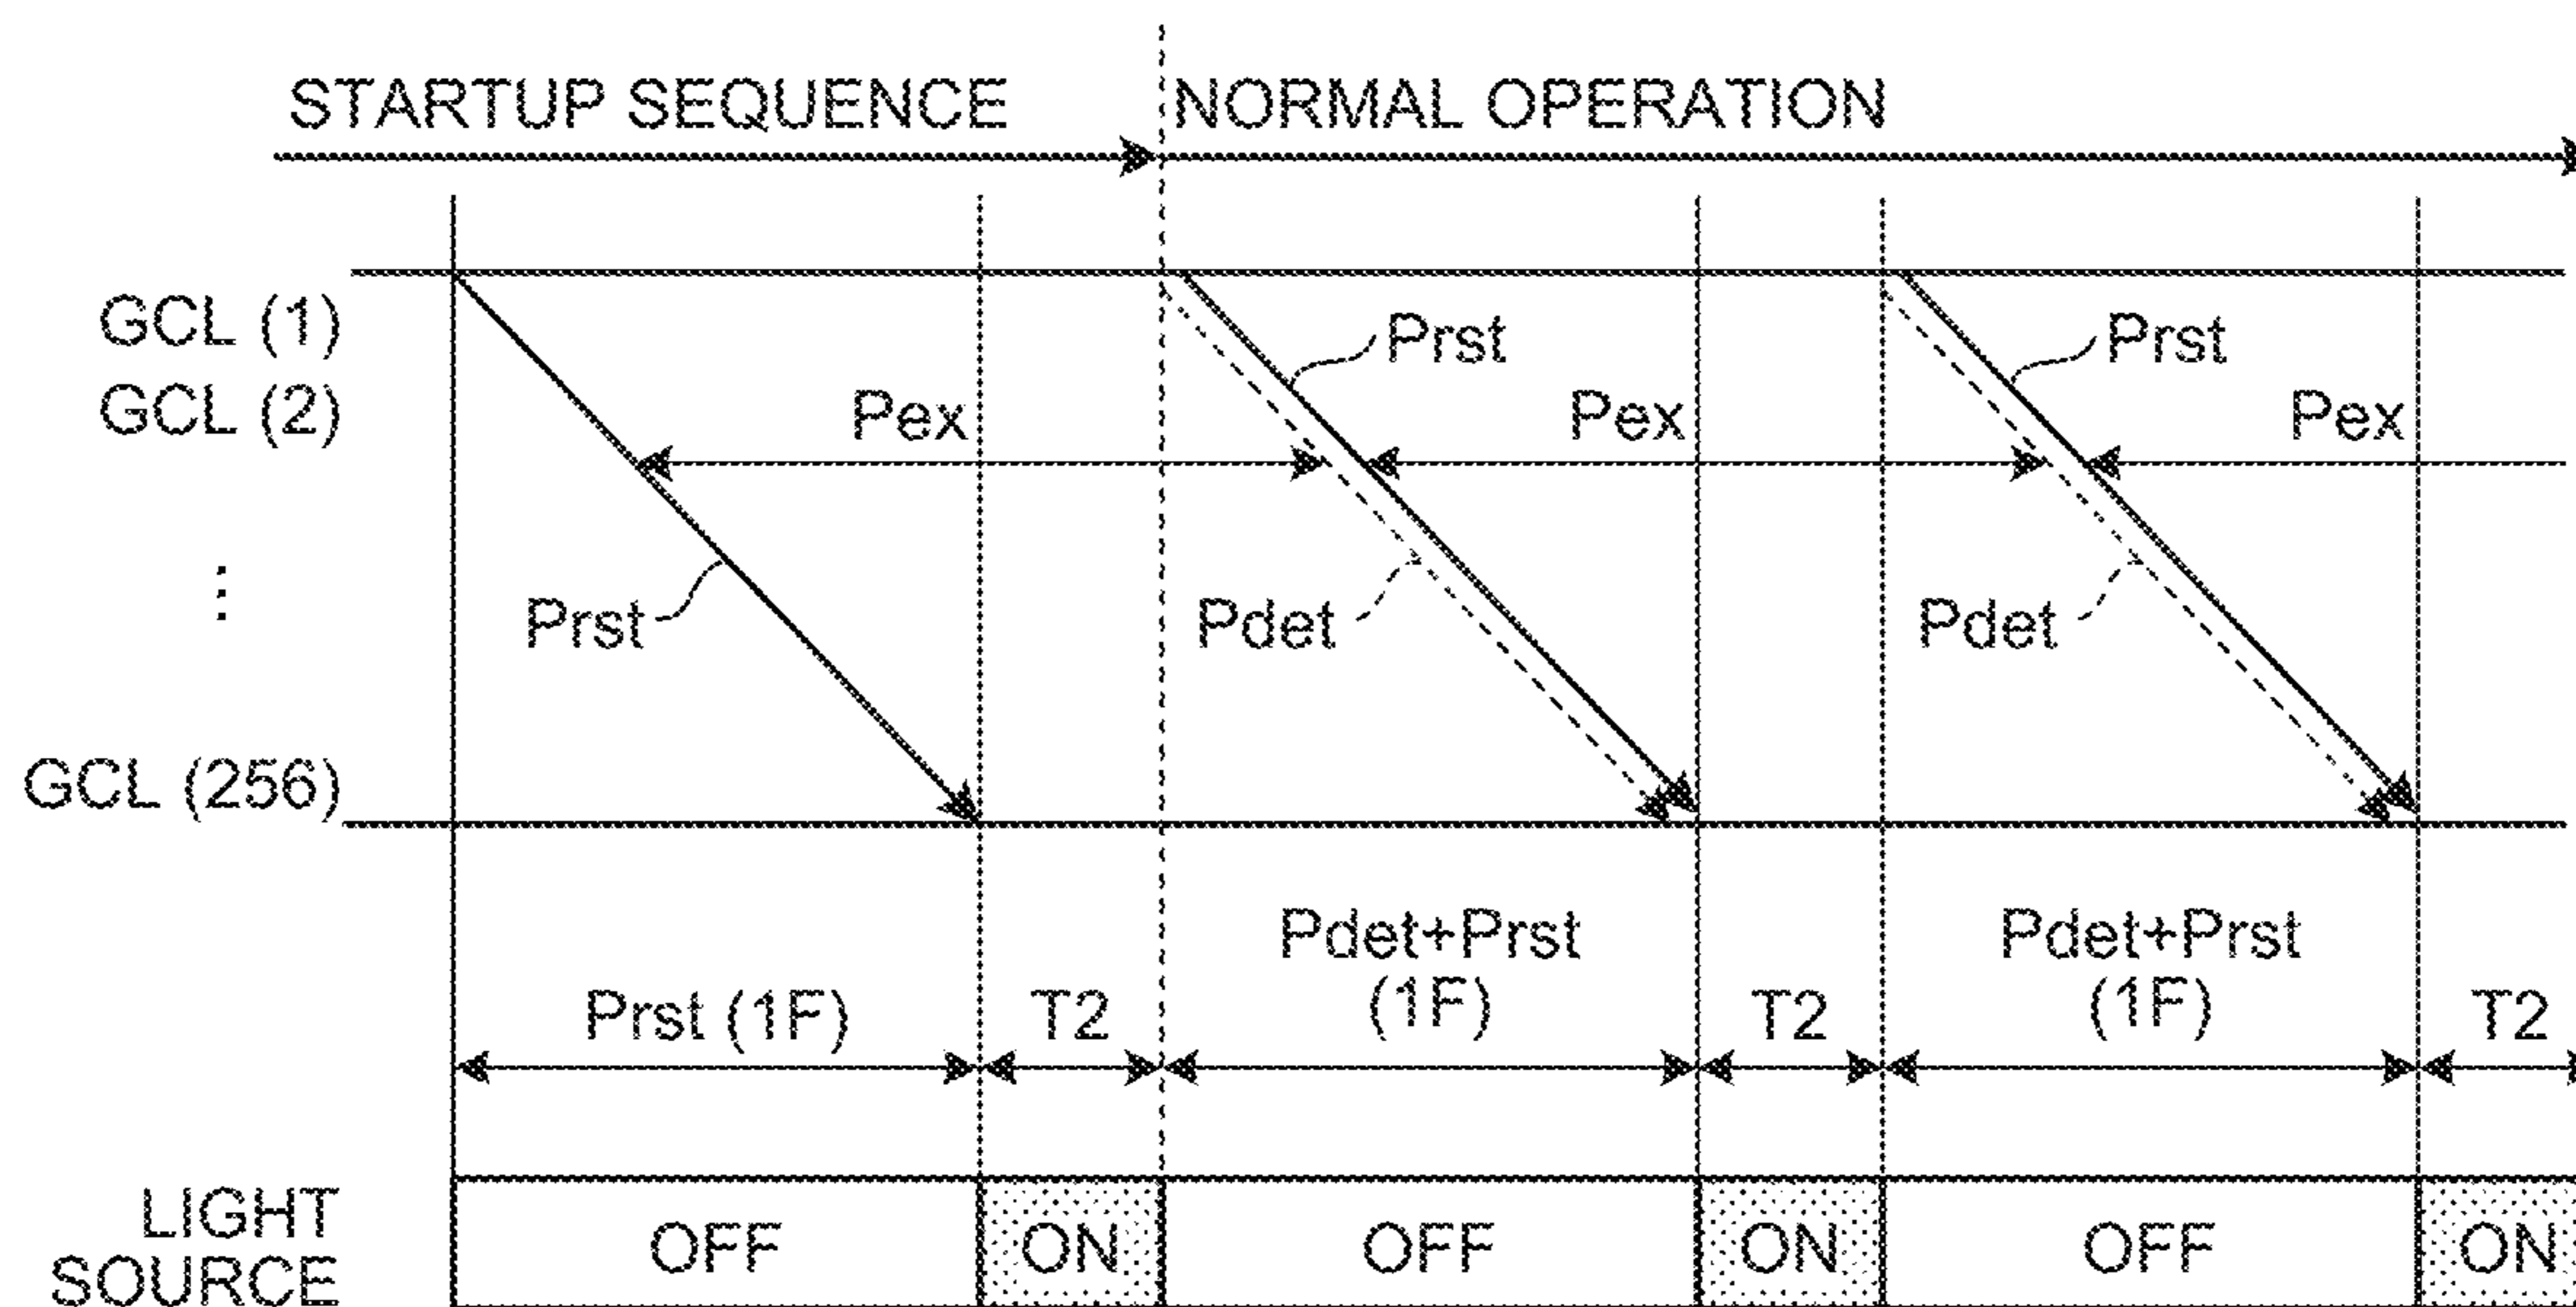 STARTUP SEQUENCE NORMAL OPERATION
GCL (1)
Prst Prst
GCL (2)
Pex Pex Pex
⋮
Prst Pdet Pdet
GCL (256)
Pdet+Prst Pdet+Prst
Prst (1F) T2 (1F) T2 (1F) T2
LIGHT
SOURCE
OFF ON OFF ON OFF ON